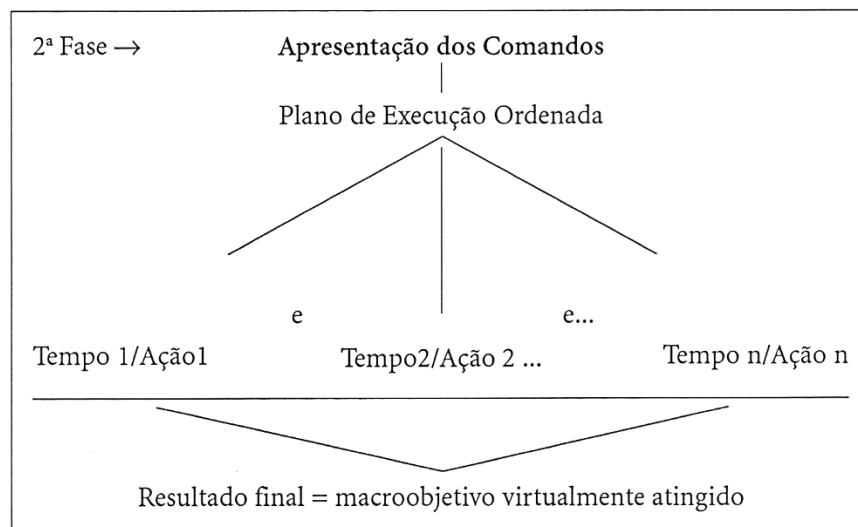 2ª Fase → Apresentação dos Comandos
Plano de Execução Ordenada
e e...
Tempo 1/Ação1 Tempo2/Ação 2 ... Tempo n/Ação n
Resultado final = macroobjetivo virtualmente atingido